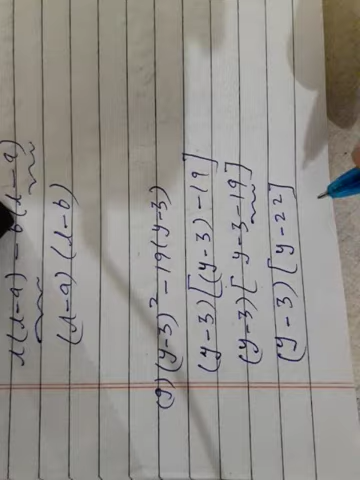 x(x-a) - b(x-a)
(x-a) (x-b)
(9) (y-3)² - 19(y-3)
(y-3) [(y-3) - 19]
(y-3) [y-3-19]
(y-3) [y-22]